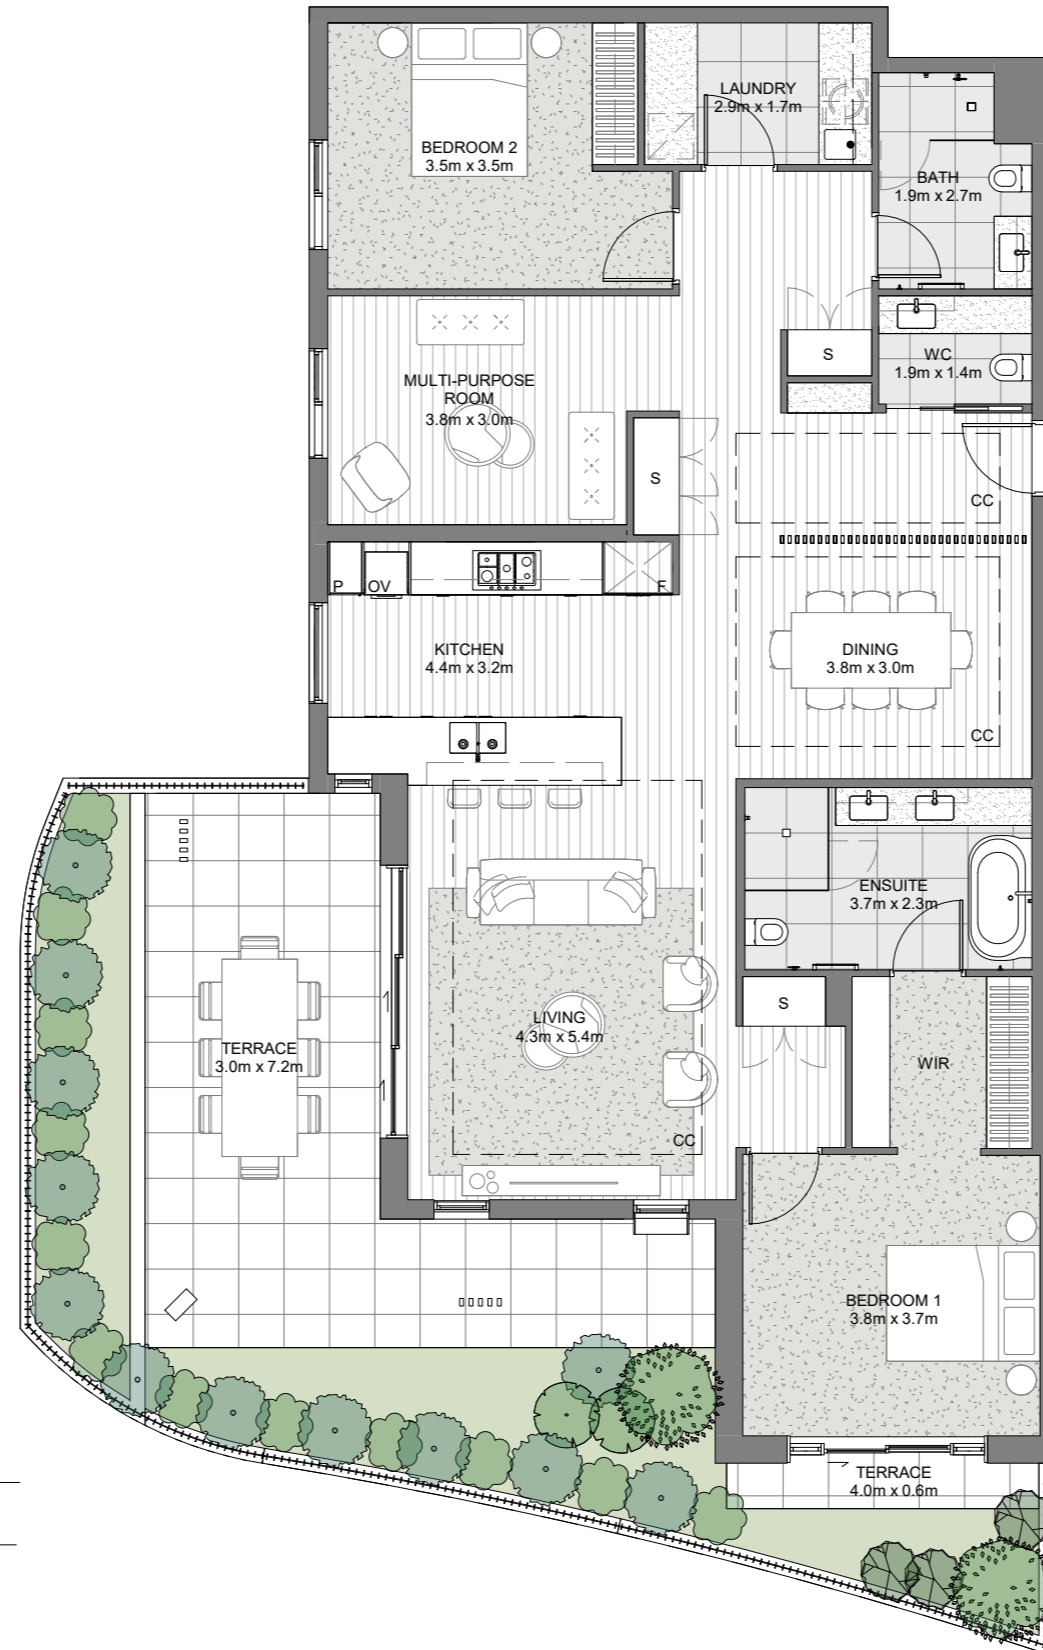 LAUNDRY
2.9m x 1.7m
BEDROOM 2
3.5m x 3.5m
BATH
1.9m x 2.7m
S
WC
1.9m x 1.4m
MULTI-PURPOSE
ROOM
3.8m x 3.0m
S
CC
P
OV
F
KITCHEN
4.4m x 3.2m
DINING
3.8m x 3.0m
CC
ENSUITE
3.7m x 2.3m
S
LIVING
4.3m x 5.4m
TERRACE
3.0m x 7.2m
WIR
CC
BEDROOM 1
3.8m x 3.7m
TERRACE
4.0m x 0.6m